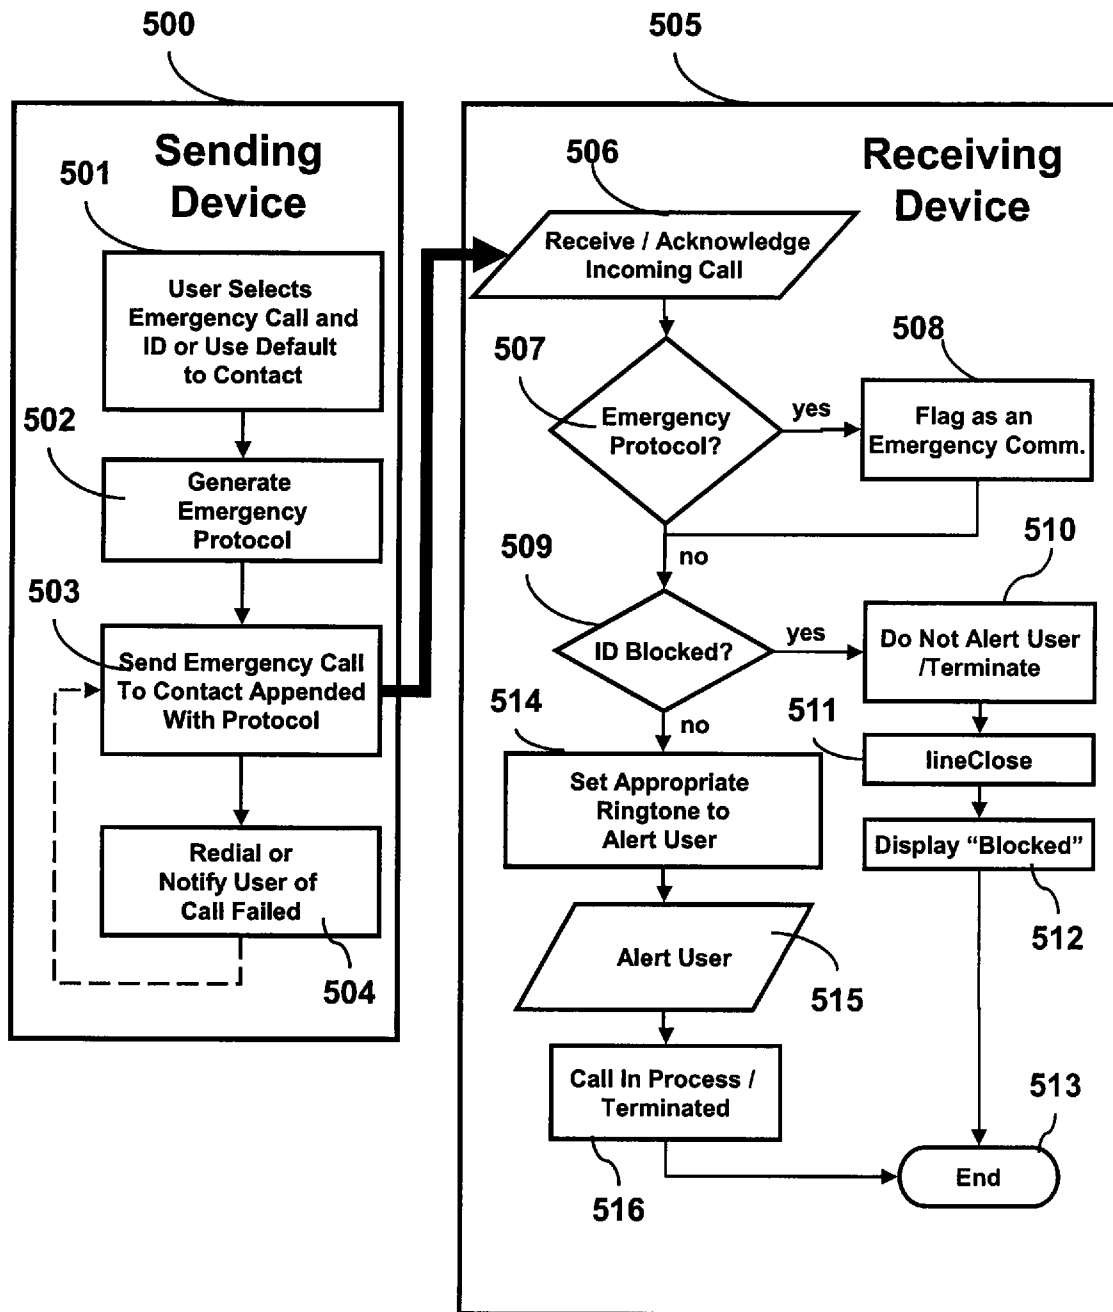 500
505
Sending
Device
501
User Selects
Emergency Call and
ID or Use Default
to Contact
502
Generate
Emergency
Protocol
503
Send Emergency Call
To Contact Appended
With Protocol
Redial or
Notify User of
Call Failed
504
Receiving
Device
506
Receive / Acknowledge
Incoming Call
507
Emergency
Protocol?
yes
508
Flag as an
Emergency Comm.
no
509
ID Blocked?
yes
510
Do Not Alert User
/Terminate
no
511
lineClose
Display “Blocked”
512
514
Set Appropriate
Ringtone to
Alert User
Alert User
515
Call In Process /
Terminated
516
513
End